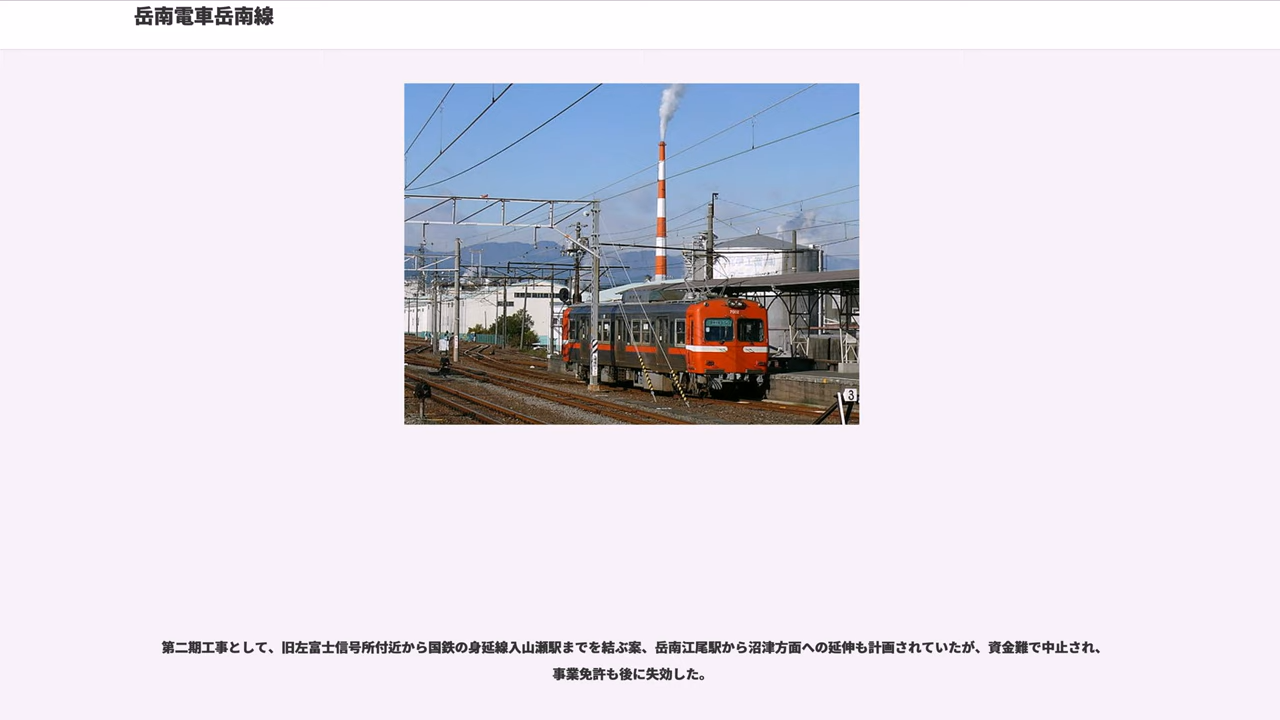 岳南電車岳南線
3
第二期工事として、旧左富士信号所付近から国鉄の身延線入山瀬駅までを結ぶ案、岳南江尾駅から沼津方面への延伸も計画されていたが、資金難で中止され、
事業免許も後に失効した。